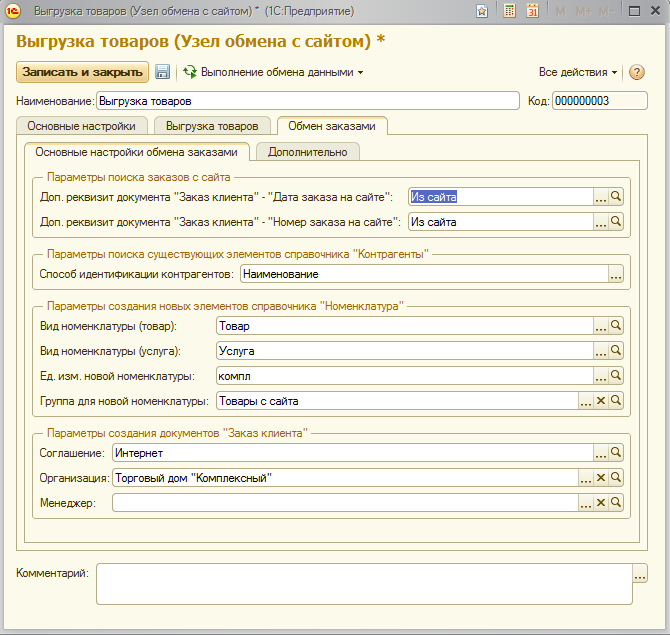 Выгрузка товаров (Узел обмена с сайтом) * (1С:Предприятие)
M M+ M-
Выгрузка товаров (Узел обмена с сайтом) *
Записать и закрыть Выполнение обмена данными Все действия
Наименование: Выгрузка товаров Код: 000000003
Основные настройки Выгрузка товаров Обмен заказами
Основные настройки обмена заказами Дополнительно
Параметры поиска заказов с сайта
Доп. реквизит документа "Заказ клиента" - "Дата заказа на сайте": Из сайта
Доп. реквизит документа "Заказ клиента" - "Номер заказа на сайте": Из сайта
Параметры поиска существующих элементов справочника "Контрагенты"
Способ идентификации контрагентов: Наименование
Параметры создания новых элементов справочника "Номенклатура"
Вид номенклатуры (товар): Товар
Вид номенклатуры (услуга): Услуга
Ед. изм. новой номенклатуры: компл
Группа для новой номенклатуры: Товары с сайта
Параметры создания документов "Заказ клиента"
Соглашение: Интернет
Организация: Торговый дом "Комплексный"
Менеджер:
Комментарий: